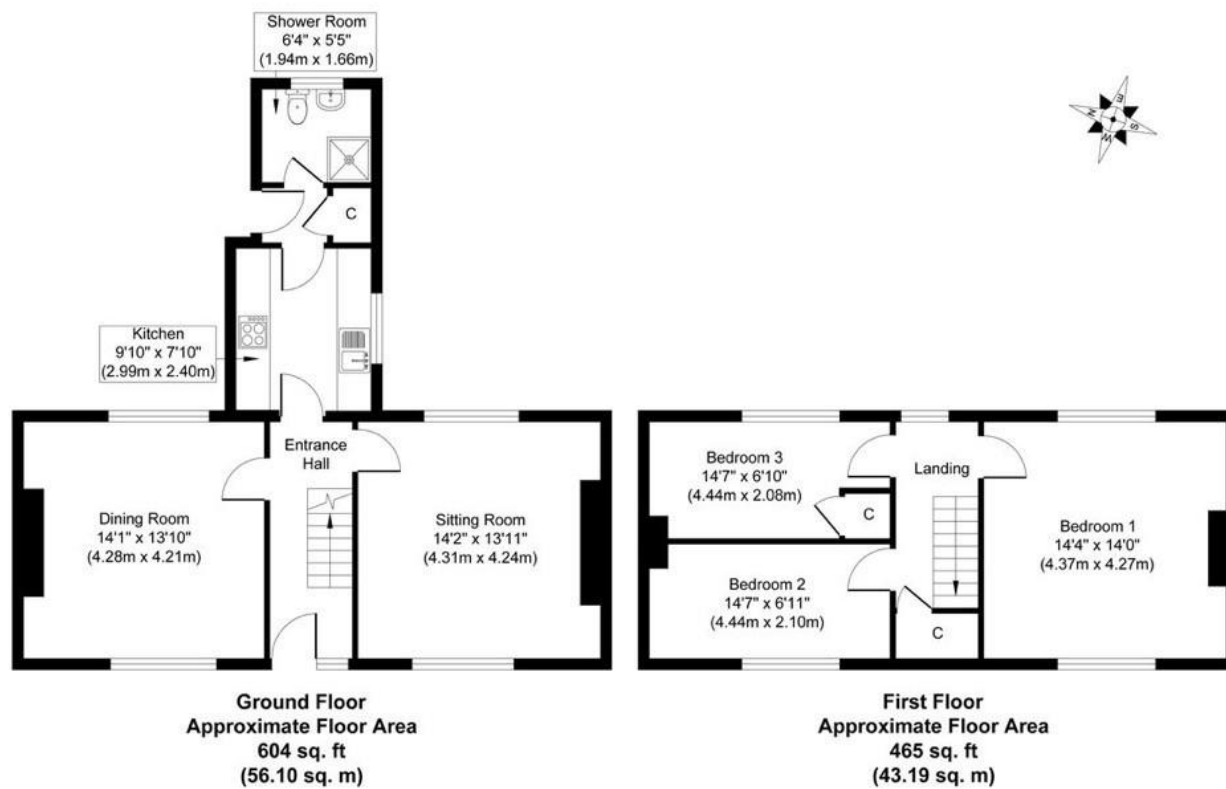 Shower Room
6'4" x 5'5"
(1.94m x 1.66m)
E
N
S
W
C
Kitchen
9'10" x 7'10"
(2.99m x 2.40m)
Entrance
Hall
Dining Room
14'1" x 13'10"
(4.28m x 4.21m)
Sitting Room
14'2" x 13'11"
(4.31m x 4.24m)
Ground Floor
Approximate Floor Area
604 sq. ft
(56.10 sq. m)
Bedroom 3
14'7" x 6'10"
(4.44m x 2.08m)
Landing
C
Bedroom 1
14'4" x 14'0"
(4.37m x 4.27m)
Bedroom 2
14'7" x 6'11"
(4.44m x 2.10m)
C
First Floor
Approximate Floor Area
465 sq. ft
(43.19 sq. m)